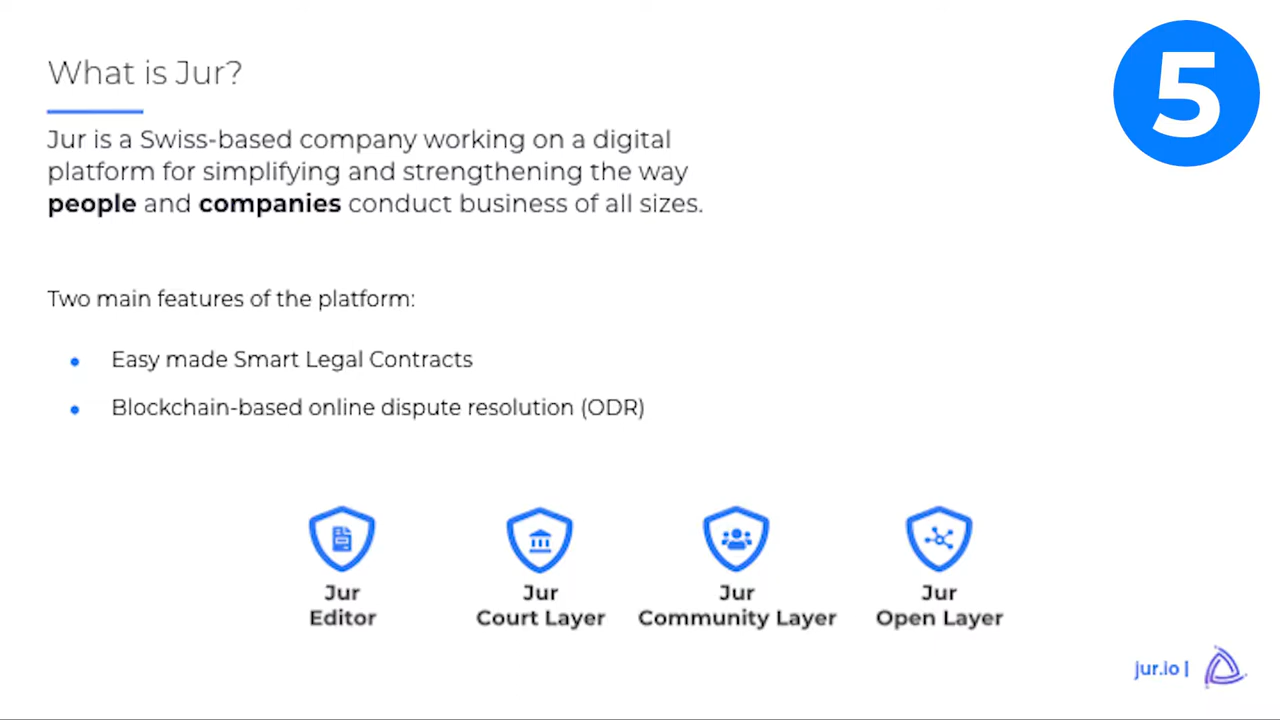 What is Jur?
5
Jur is a Swiss-based company working on a digital
platform for simplifying and strengthening the way
people and companies conduct business of all sizes.
Two main features of the platform:
Easy made Smart Legal Contracts
Blockchain-based online dispute resolution (ODR)
Jur
Editor
Jur
Court Layer
Jur
Community Layer
Jur
Open Layer
jur.io |